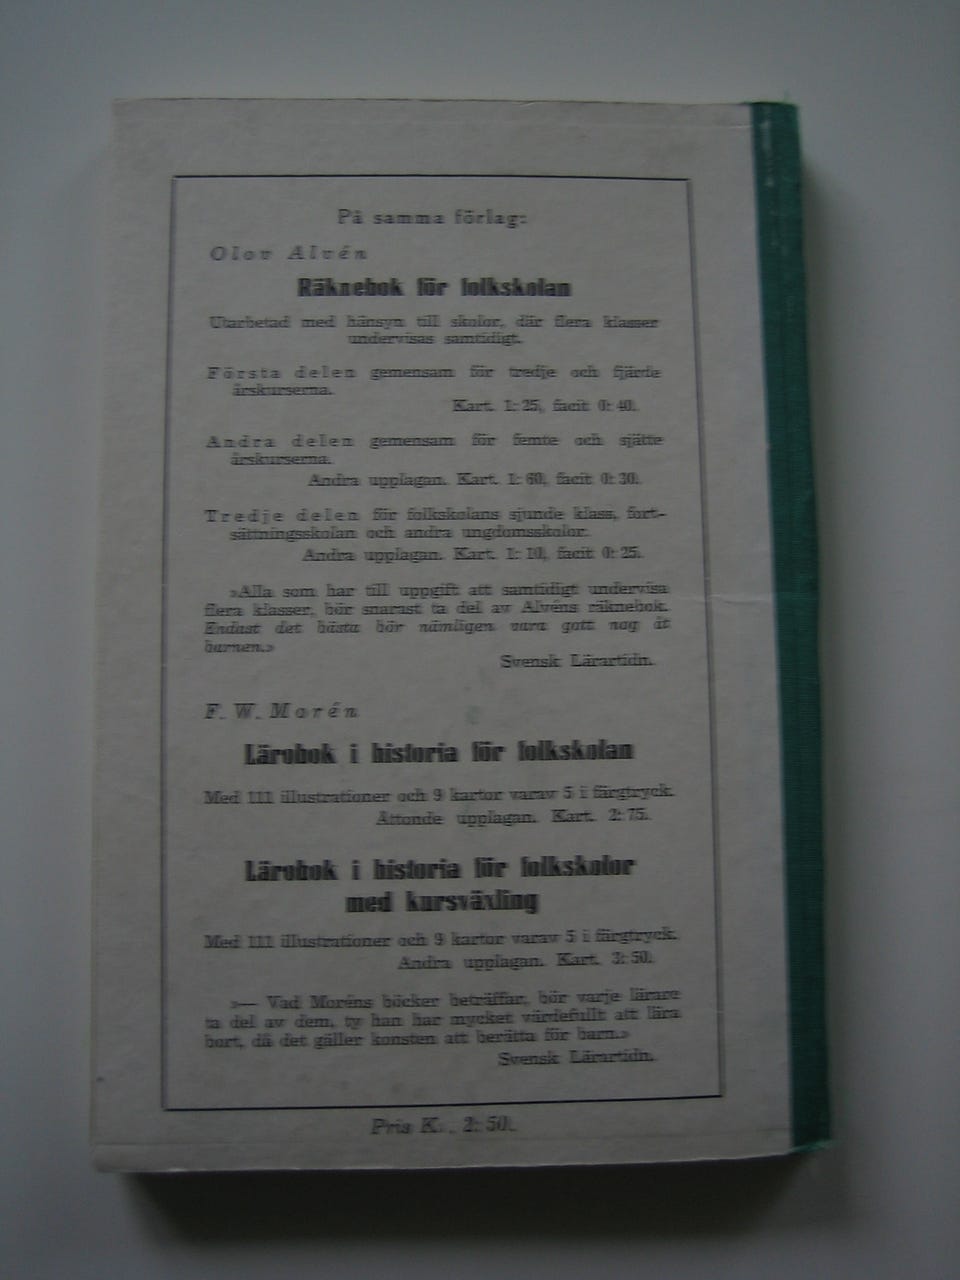 På samma förlag:
Olov Alvén
Räknebok för folkskolan
Utarbetad med hänsyn till skolor, där flera klasser
undervisas samtidigt.
Första delen gemensam för tredje och fjärde
årskurserna.
Kart. 1: 25, facit 0: 40.
Andra delen gemensam för femte och sjätte
årskurserna.
Andra upplagan. Kart. 1: 60, facit 0: 30.
Tredje delen för folkskolans sjunde klass, fort-
sättningsskolan och andra ungdomsskolor.
Andra upplagan. Kart. 1: 10, facit 0: 25.
»Alla som har till uppgift att samtidigt undervisa
flera klasser, bör snarast ta del av Alvéns räknebok.
Endast det bästa bör nämligen vara gott nog åt
barnen.»
Svensk Lärartidn.
F. W. Morén
Lärobok i historia för folkskolan
Med 111 illustrationer och 9 kartor varav 5 i färgtryck.
Åttonde upplagan. Kart. 2: 75.
Lärobok i historia för folkskolor
med kursväxling
Med 111 illustrationer och 9 kartor varav 5 i färgtryck.
Andra upplagan. Kart. 3: 50.
»— Vad Moréns böcker beträffar, bör varje lärare
ta del av dem, ty han har mycket värdefullt att lära
bort, då det gäller konsten att berätta för barn.»
Svensk Lärartidn.
Pris Kr. 2: 50.